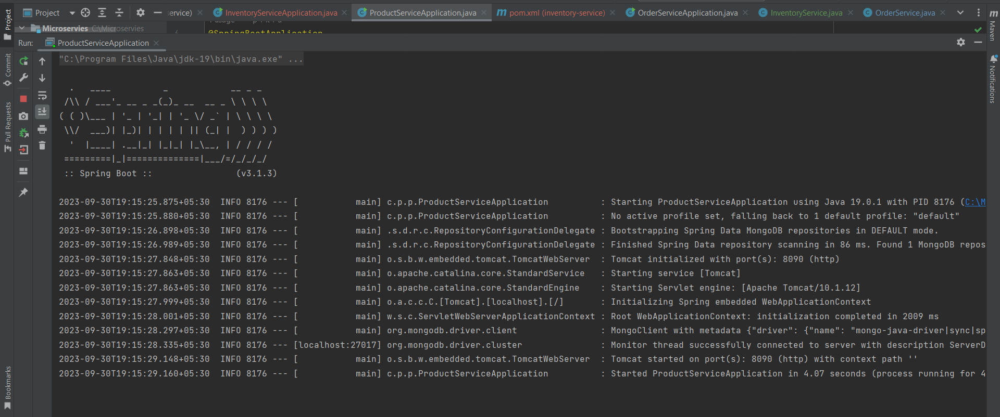 Project
ervice)
InventoryServiceApplication.java
ProductServiceApplication.java
pom.xml (inventory-service)
OrderServiceApplication.java
InventoryService.java
OrderService.java
Microservies C:\Microservies
6
@SpringBootApplication
Run: ProductServiceApplication
"C:\Program Files\Java\jdk-19\bin\java.exe" ...
  .   ____          _            __ _ _
 /\\ / ___'_ __ _ _(_)_ __  __ _ \ \ \ \
( ( )\___ | '_ | '_| | '_ \/ _` | \ \ \ \
 \\/  ___)| |_)| | | | | || (_| |  ) ) ) )
  '  |____| .__|_| |_|_| |_\__, | / / / /
 =========|_|==============|___/=/_/_/_/
 :: Spring Boot ::                (v3.1.3)
2023-09-30T19:15:25.875+05:30  INFO 8176 --- [           main] c.p.p.ProductServiceApplication          : Starting ProductServiceApplication using Java 19.0.1 with PID 8176 (C:\M
2023-09-30T19:15:25.880+05:30  INFO 8176 --- [           main] c.p.p.ProductServiceApplication          : No active profile set, falling back to 1 default profile: "default"
2023-09-30T19:15:26.898+05:30  INFO 8176 --- [           main] .s.d.r.c.RepositoryConfigurationDelegate : Bootstrapping Spring Data MongoDB repositories in DEFAULT mode.
2023-09-30T19:15:26.989+05:30  INFO 8176 --- [           main] .s.d.r.c.RepositoryConfigurationDelegate : Finished Spring Data repository scanning in 86 ms. Found 1 MongoDB repos
2023-09-30T19:15:27.848+05:30  INFO 8176 --- [           main] o.s.b.w.embedded.tomcat.TomcatWebServer  : Tomcat initialized with port(s): 8090 (http)
2023-09-30T19:15:27.863+05:30  INFO 8176 --- [           main] o.apache.catalina.core.StandardService   : Starting service [Tomcat]
2023-09-30T19:15:27.863+05:30  INFO 8176 --- [           main] o.apache.catalina.core.StandardEngine    : Starting Servlet engine: [Apache Tomcat/10.1.12]
2023-09-30T19:15:27.999+05:30  INFO 8176 --- [           main] o.a.c.c.C.[Tomcat].[localhost].[/]       : Initializing Spring embedded WebApplicationContext
2023-09-30T19:15:28.001+05:30  INFO 8176 --- [           main] w.s.c.ServletWebServerApplicationContext : Root WebApplicationContext: initialization completed in 2009 ms
2023-09-30T19:15:28.297+05:30  INFO 8176 --- [           main] org.mongodb.driver.client                : MongoClient with metadata {"driver": {"name": "mongo-java-driver|sync|sp
2023-09-30T19:15:28.335+05:30  INFO 8176 --- [localhost:27017] org.mongodb.driver.cluster               : Monitor thread successfully connected to server with description ServerD
2023-09-30T19:15:29.148+05:30  INFO 8176 --- [           main] o.s.b.w.embedded.tomcat.TomcatWebServer  : Tomcat started on port(s): 8090 (http) with context path ''
2023-09-30T19:15:29.160+05:30  INFO 8176 --- [           main] c.p.p.ProductServiceApplication          : Started ProductServiceApplication in 4.07 seconds (process running for 4
Project
Commit
Pull Requests
Bookmarks
Maven
Notifications